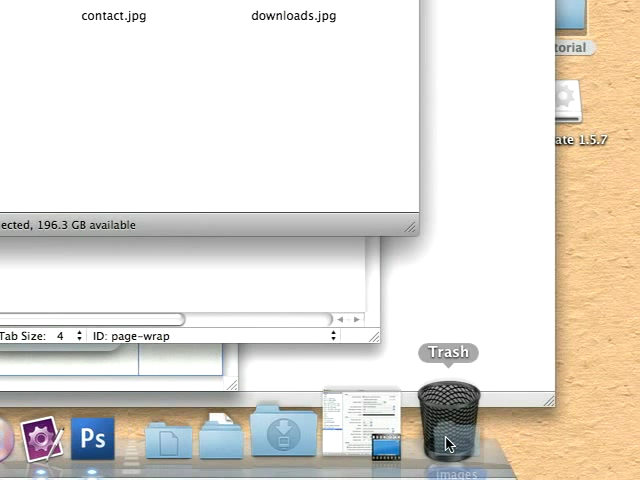 contact.jpg
downloads.jpg
torial
ate 1.5.7
ected, 196.3 GB available
Tab Size: 4
ID: page-wrap
Trash
Ps
images